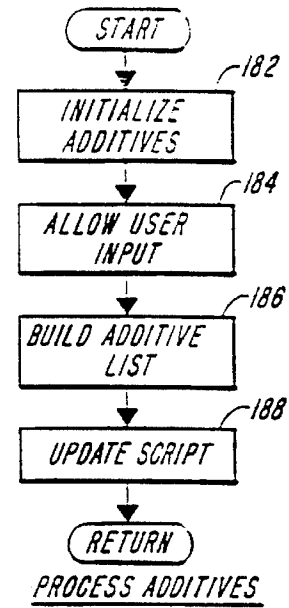 START
182
INITIALIZE
ADDITIVES
184
ALLOW USER
INPUT
186
BUILD ADDITIVE
LIST
188
UPDATE SCRIPT
RETURN
PROCESS ADDITIVES